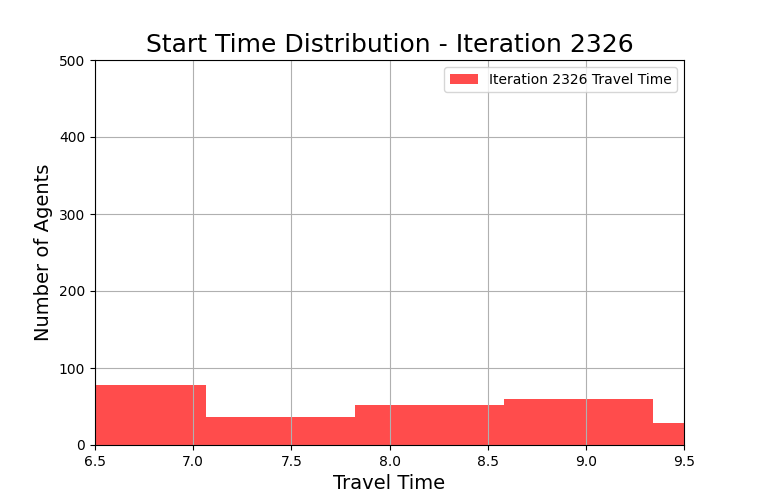 Start Time Distribution - Iteration 2326
Iteration 2326 Travel Time
Number of Agents
500
400
300
200
100
0
6.5 7.0 7.5 8.0 8.5 9.0 9.5
Travel Time